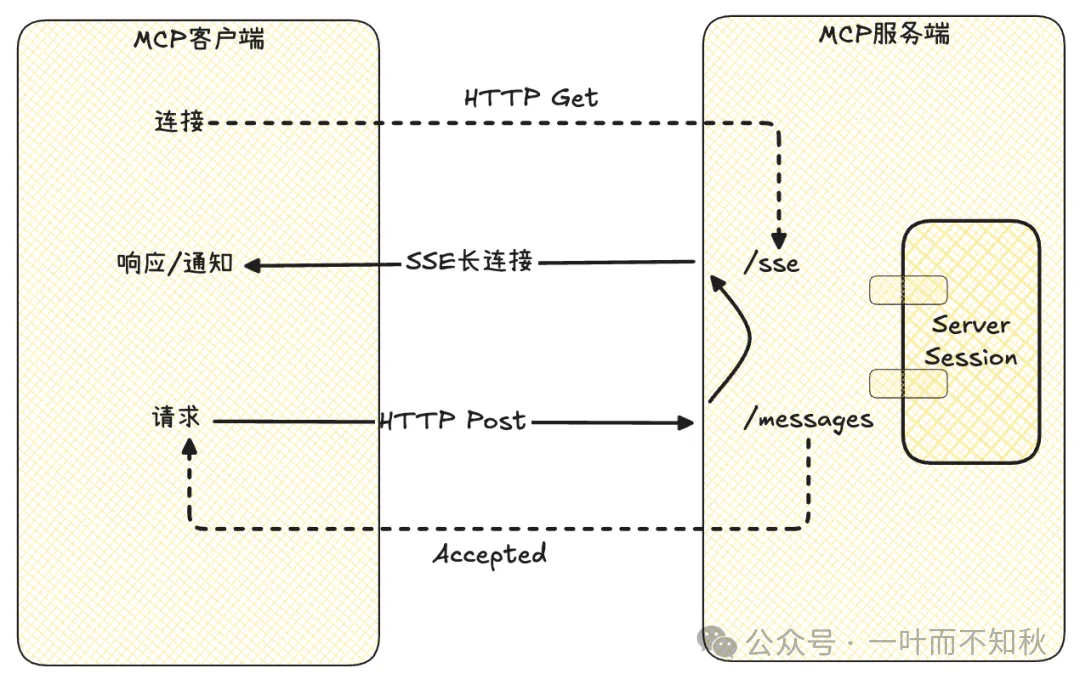 MCP客户端
MCP服务端
HTTP Get
连接
响应/通知
SSE长连接
/sse
Server
Session
请求
HTTP Post
/messages
Accepted
公众号 · 一叶而不知秋